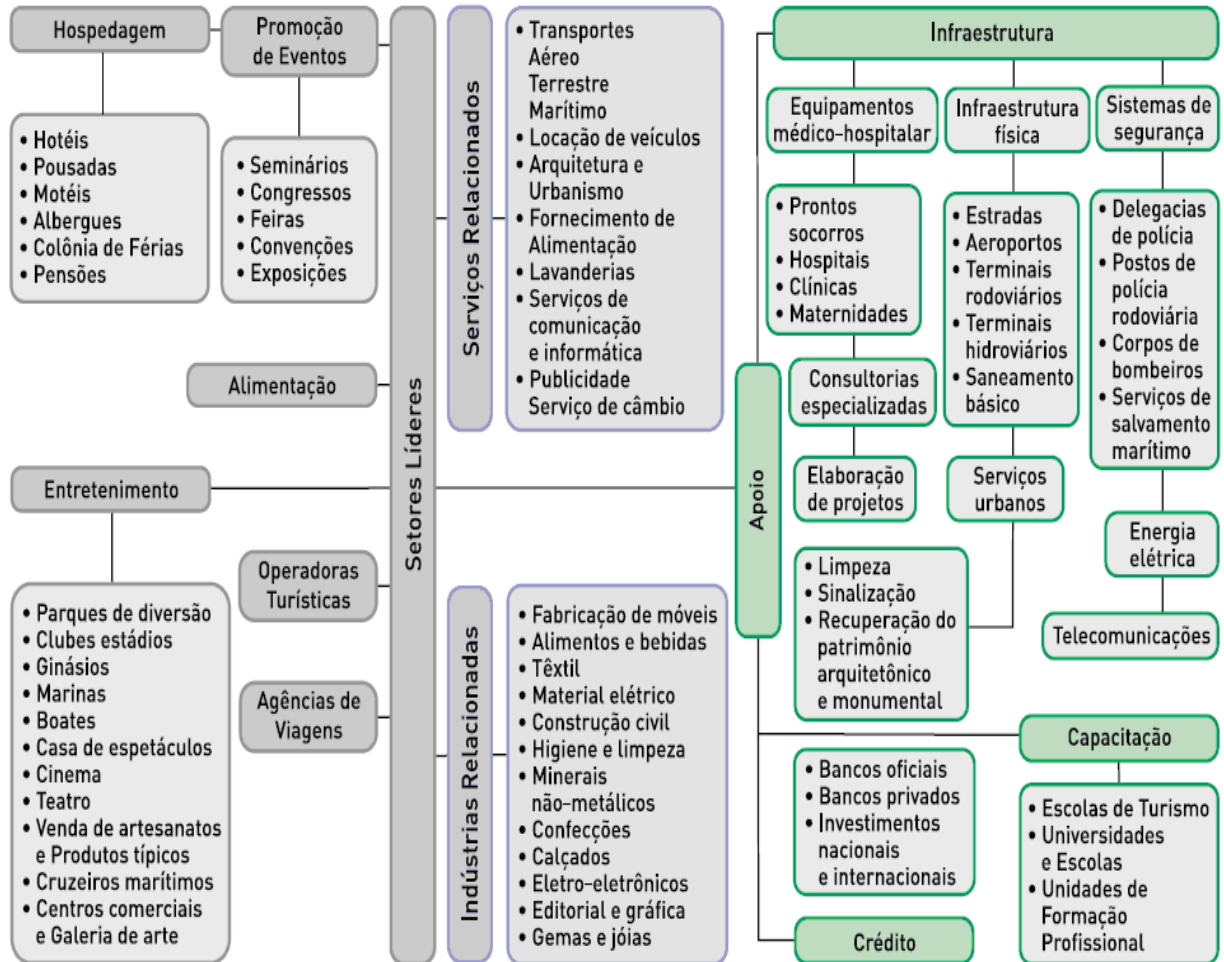 Hospedagem
• Hotéis
• Pousadas
• Motéis
• Albergues
• Colônia de Férias
• Pensões
Promoção
de Eventos
• Seminários
• Congressos
• Feiras
• Convenções
• Exposições
Alimentação
Entretenimento
• Parques de diversão
• Clubes estádios
• Ginásios
• Marinas
• Boates
• Casa de espetáculos
• Cinema
• Teatro
• Venda de artesanatos
e Produtos típicos
• Cruzeiros marítimos
• Centros comerciais
e Galeria de arte
Operadoras
Turísticas
Agências de
Viagens
Setores Líderes
Serviços Relacionados
• Transportes
Aéreo
Terrestre
Marítimo
• Locação de veículos
• Arquitetura e
Urbanismo
• Fornecimento de
Alimentação
• Lavanderias
• Serviços de
comunicação
e informática
• Publicidade
Serviço de câmbio
Indústrias Relacionadas
• Fabricação de móveis
• Alimentos e bebidas
• Têxtil
• Material elétrico
• Construção civil
• Higiene e limpeza
• Minerais
não-metálicos
• Confecções
• Calçados
• Eletro-eletrônicos
• Editorial e gráfica
• Gemas e jóias
Apoio
Infraestrutura
Equipamentos
médico-hospitalar
• Prontos
socorros
• Hospitais
• Clínicas
• Maternidades
Consultorias
especializadas
Elaboração
de projetos
Infraestrutura
física
• Estradas
• Aeroportos
• Terminais
rodoviários
• Terminais
hidroviários
• Saneamento
básico
Serviços
urbanos
• Limpeza
• Sinalização
• Recuperação do
patrimônio
arquitetônico
e monumental
Sistemas de
segurança
• Delegacias
de polícia
• Postos de
polícia
rodoviária
• Corpos de
bombeiros
• Serviços de
salvamento
marítimo
Energia
elétrica
Telecomunicações
Capacitação
• Escolas de Turismo
• Universidades
e Escolas
• Unidades de
Formação
Profissional
• Bancos oficiais
• Bancos privados
• Investimentos
nacionais
e internacionais
Crédito